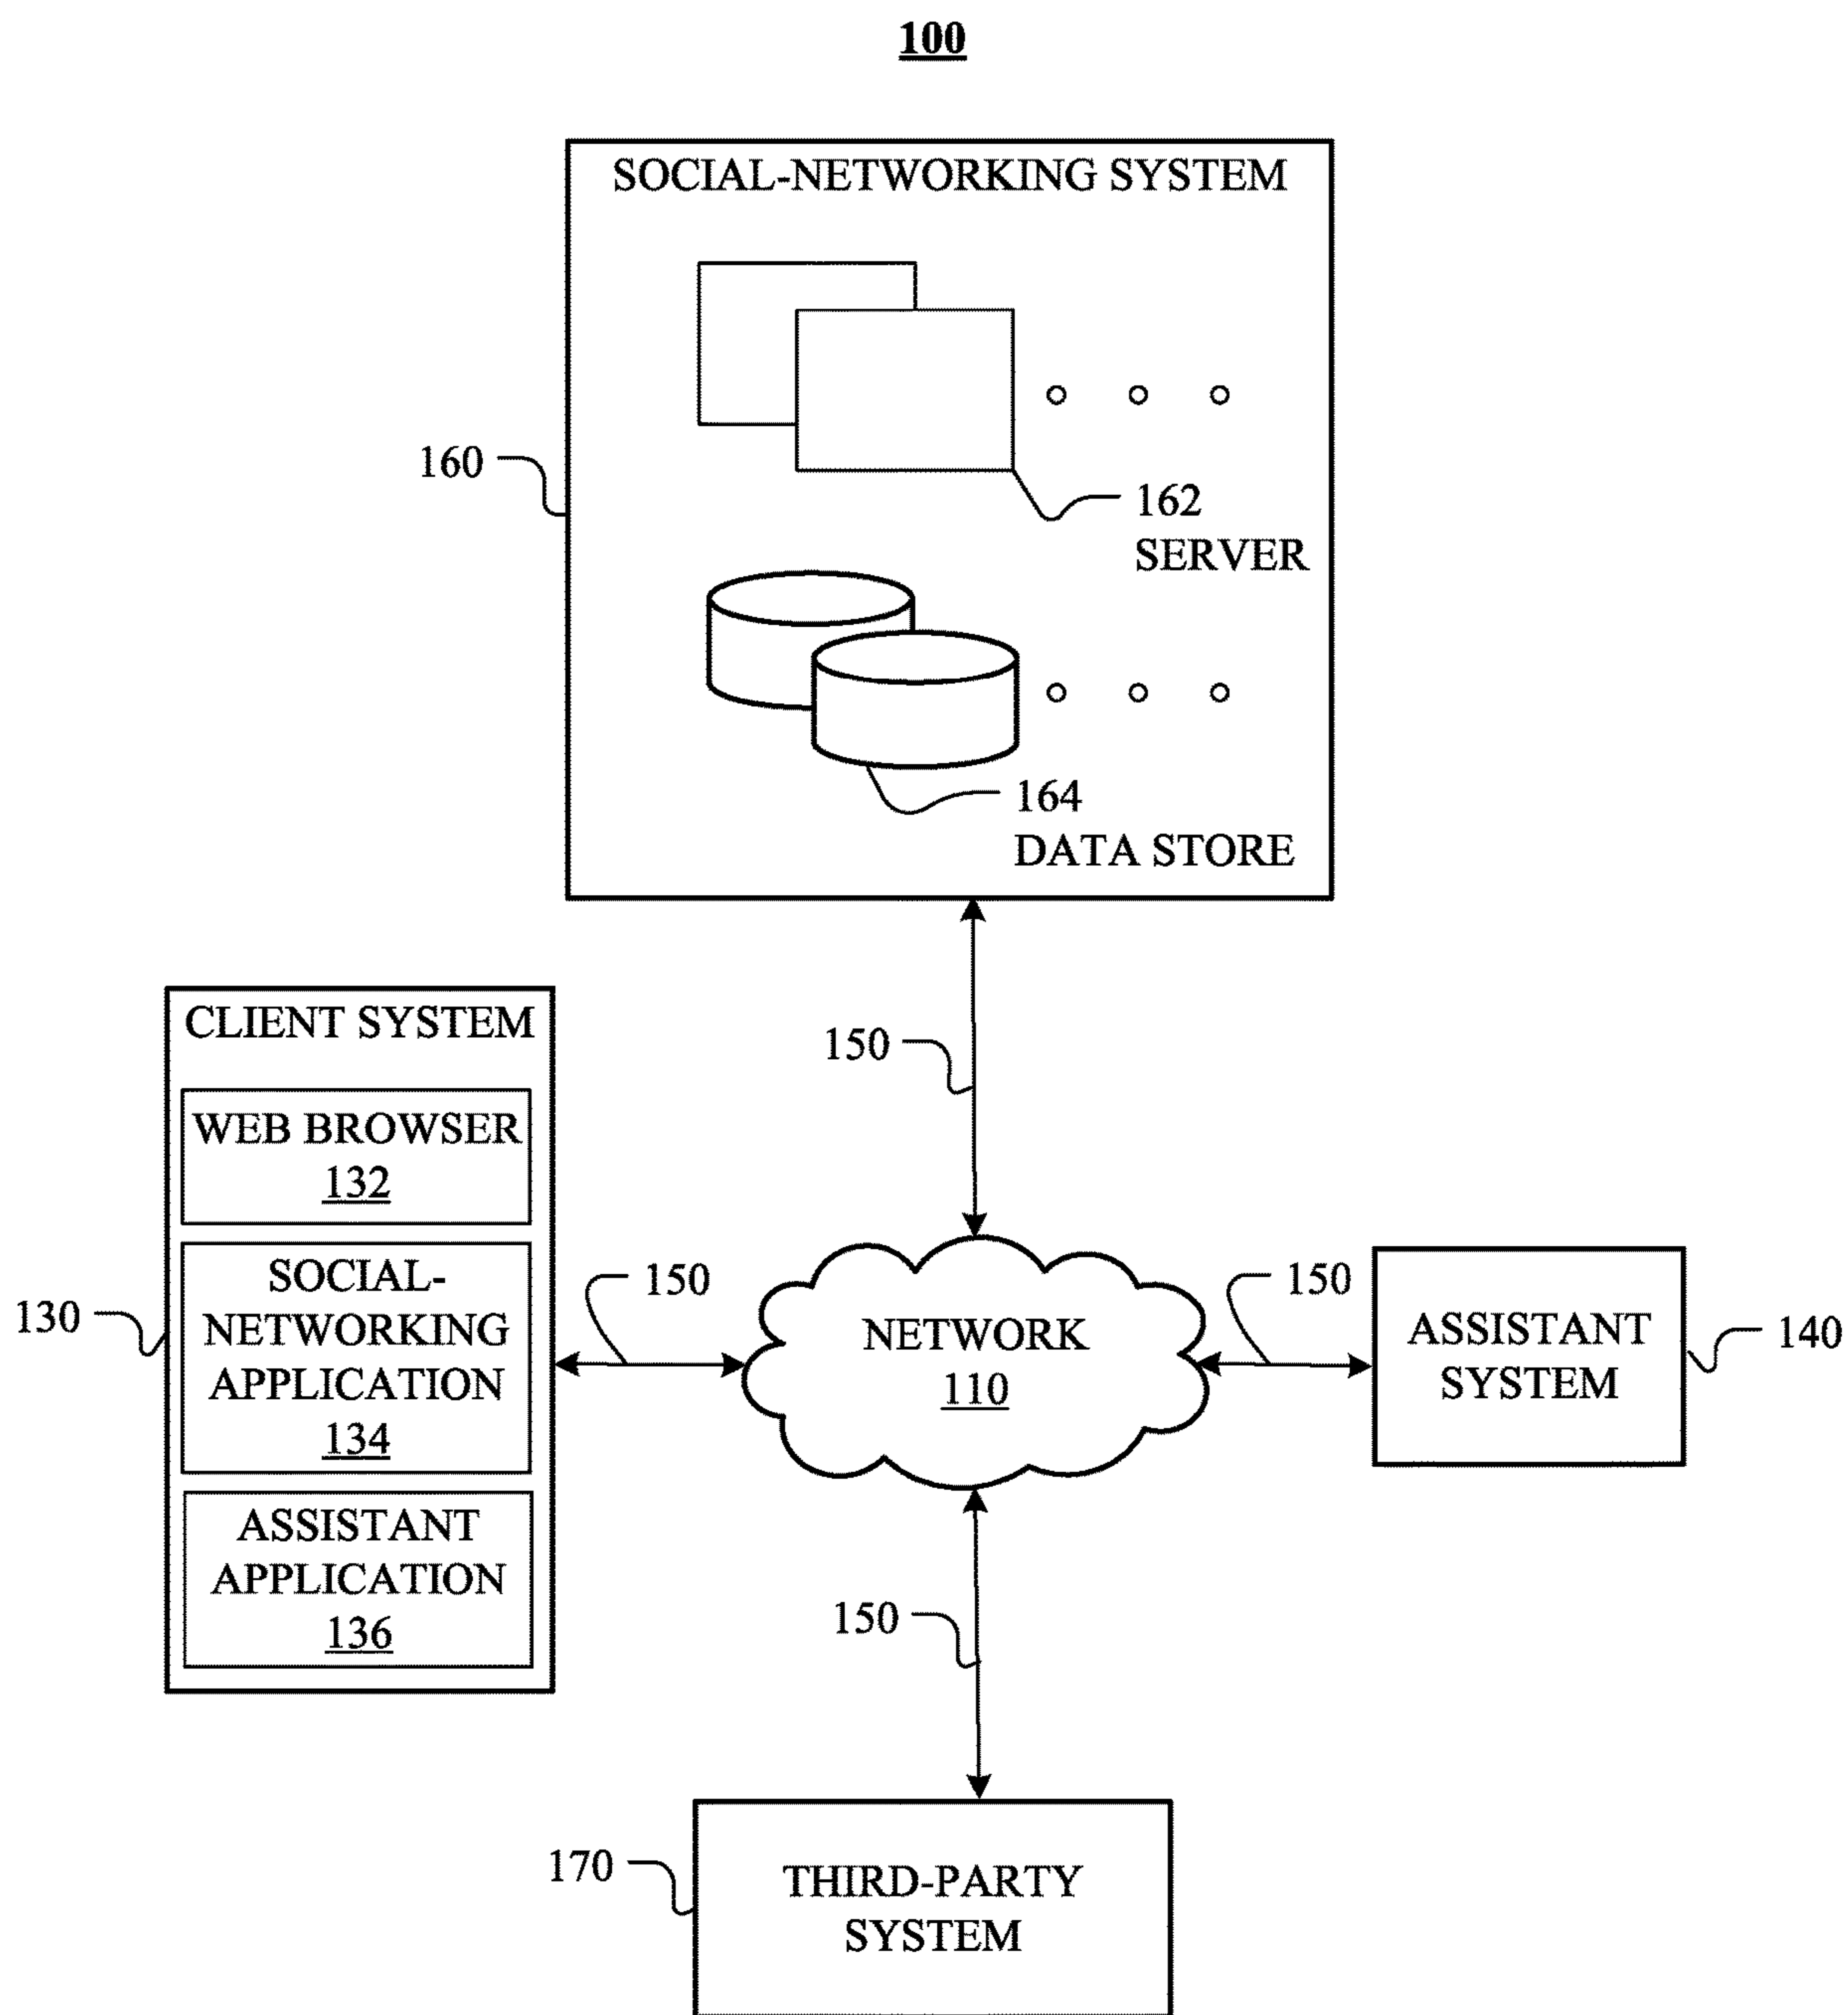 100
SOCIAL-NETWORKING SYSTEM
160
162
SERVER
164
DATA STORE
CLIENT SYSTEM
WEB BROWSER
132
SOCIAL-
NETWORKING
APPLICATION
134
ASSISTANT
APPLICATION
136
130
150
150
NETWORK
110
150
ASSISTANT
SYSTEM
140
150
170
THIRD-PARTY
SYSTEM